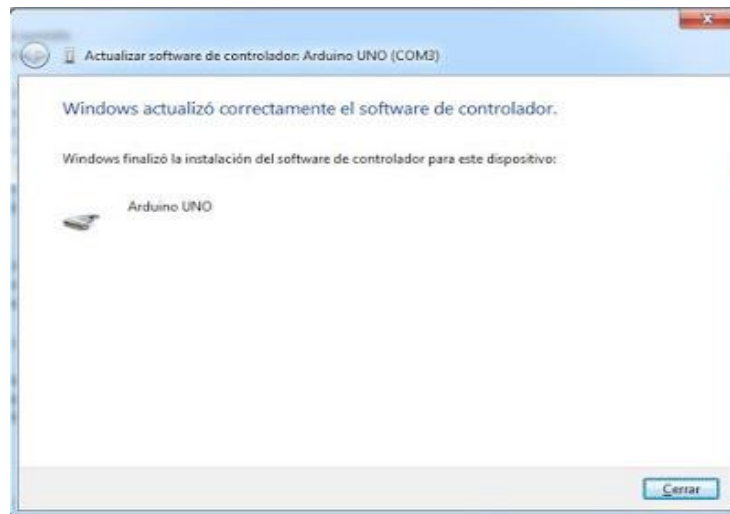 Actualizar software de controlador: Arduino UNO (COM3)
Windows actualizó correctamente el software de controlador.
Windows finalizó la instalación del software de controlador para este dispositivo:
Arduino UNO
Cerrar